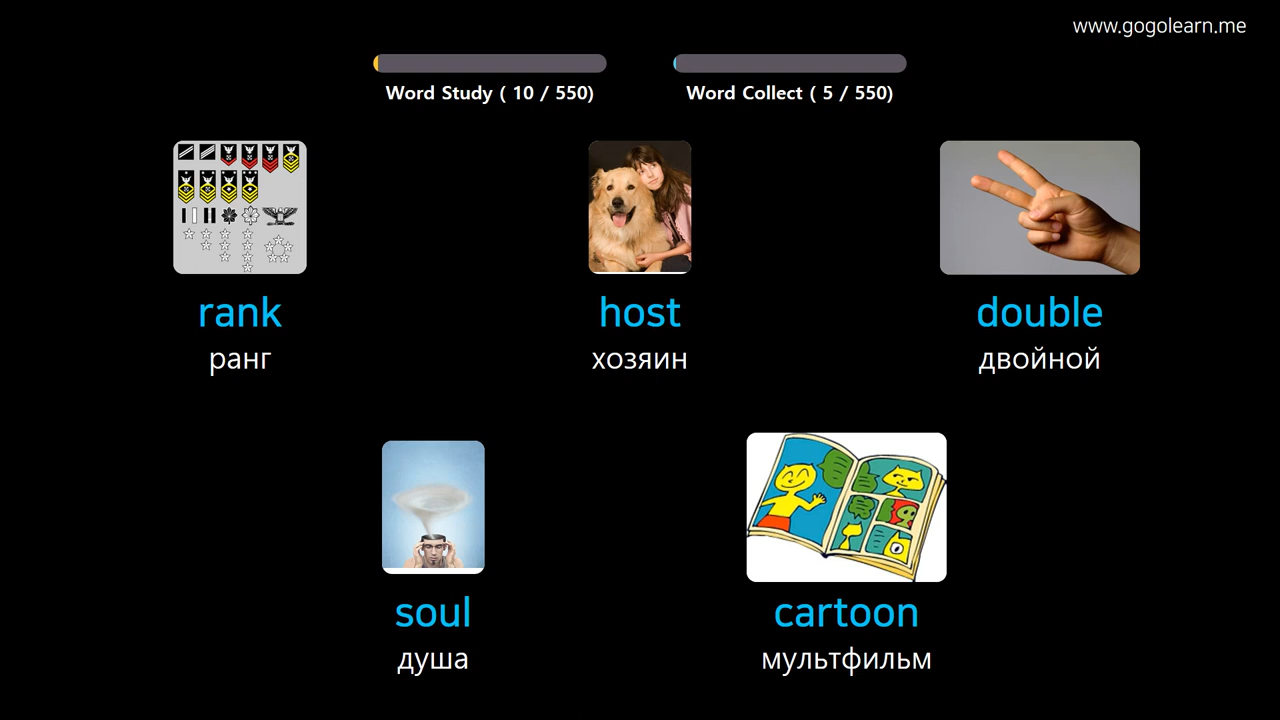 www.gogolearn.me
Word Study ( 10 / 550)
Word Collect ( 5 / 550)
rank
ранг
host
хозяин
double
двойной
soul
душа
cartoon
мультфильм